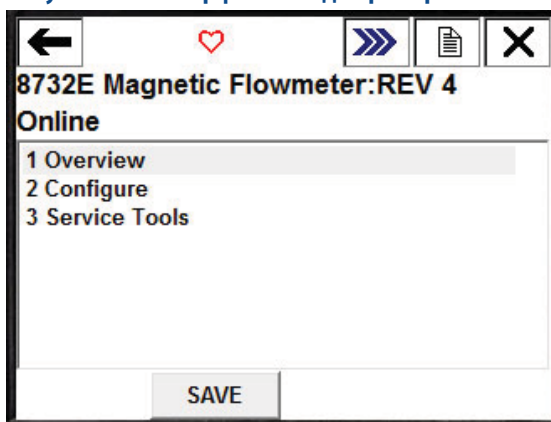 8732E Magnetic Flowmeter:REV 4
Online
1 Overview
2 Configure
3 Service Tools
SAVE